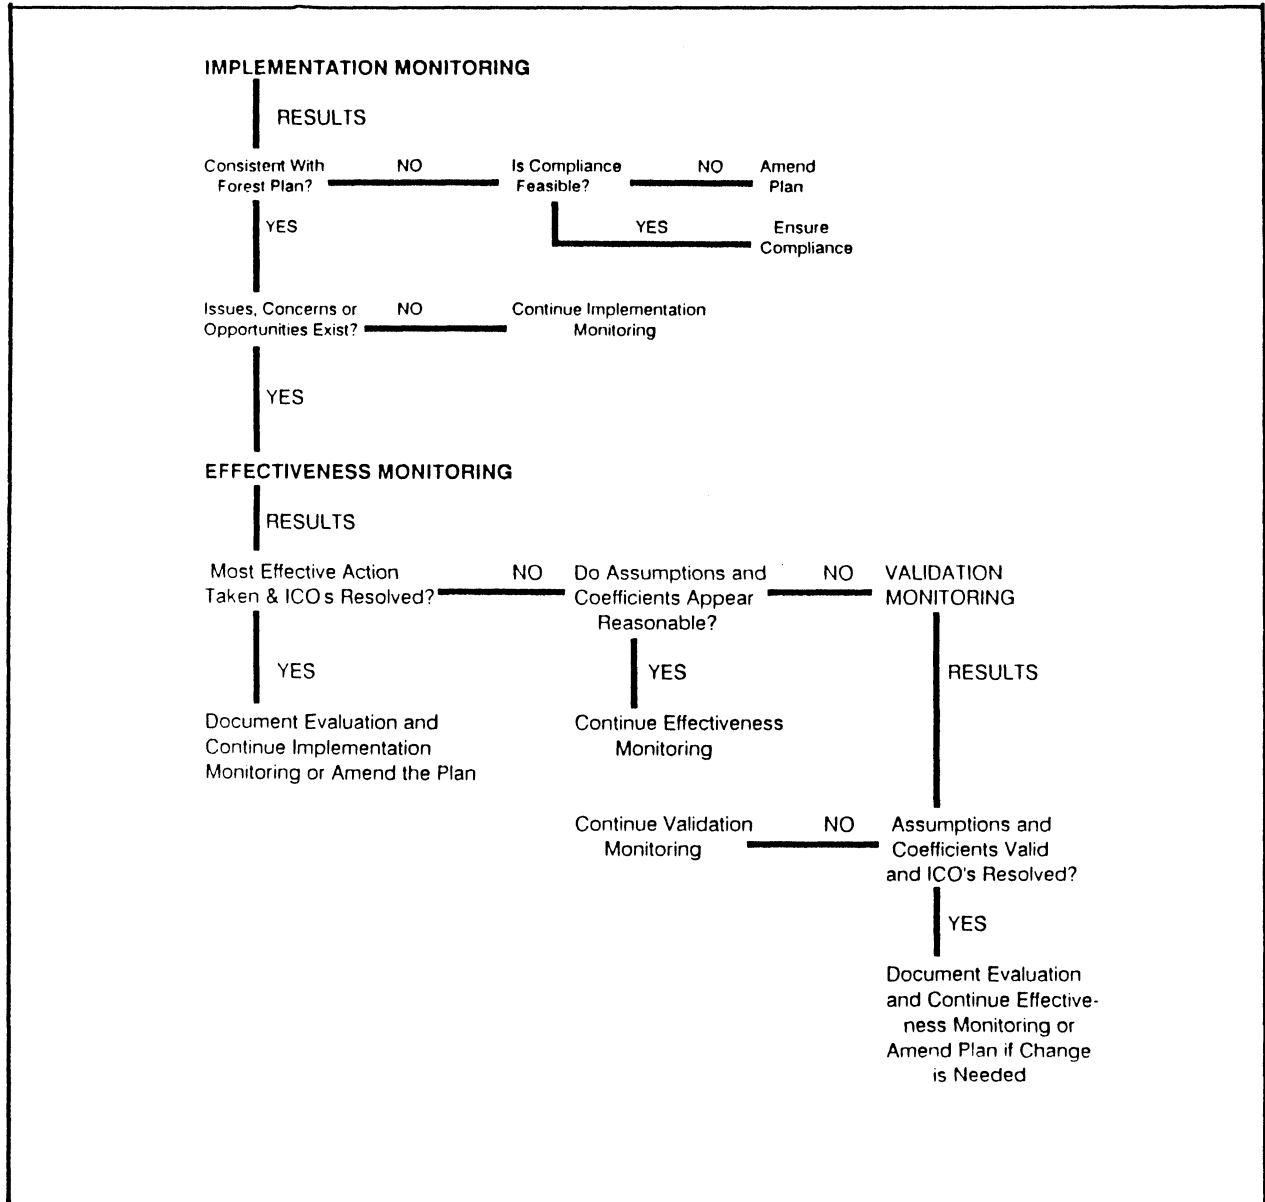 IMPLEMENTATION MONITORING
RESULTS
Consistent With
Forest Plan?
NO
Is Compliance
Feasible?
NO
Amend
Plan
YES
YES
Ensure
Compliance
Issues, Concerns or
Opportunities Exist?
NO
Continue Implementation
Monitoring
YES
EFFECTIVENESS MONITORING
RESULTS
Most Effective Action
Taken & ICOs Resolved?
NO
Do Assumptions and
Coefficients Appear
Reasonable?
NO
VALIDATION
MONITORING
YES
YES
RESULTS
Document Evaluation and
Continue Implementation
Monitoring or Amend the Plan
Continue Effectiveness
Monitoring
Continue Validation
Monitoring
NO
Assumptions and
Coefficients Valid
and ICO's Resolved?
YES
Document Evaluation
and Continue Effective-
ness Monitoring or
Amend Plan if Change
is Needed